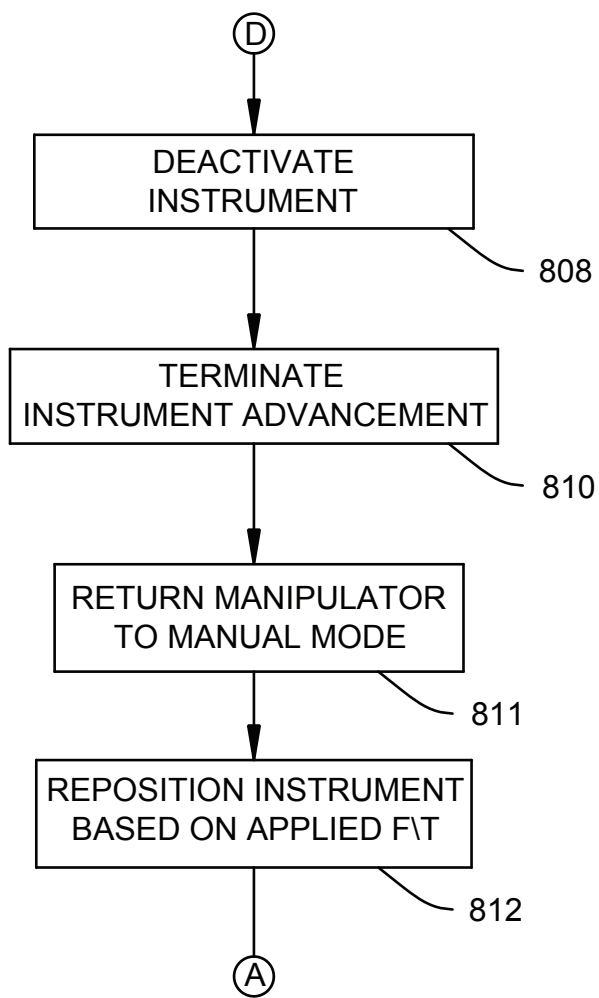 D
DEACTIVATE
INSTRUMENT
808
TERMINATE
INSTRUMENT ADVANCEMENT
810
RETURN MANIPULATOR
TO MANUAL MODE
811
REPOSITION INSTRUMENT
BASED ON APPLIED F\T
812
A